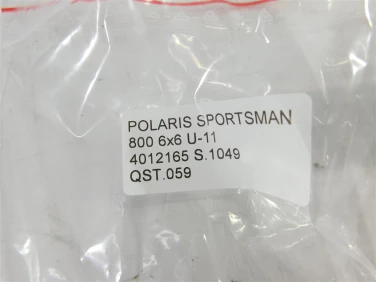 POLARIS SPORTSMAN
800 6x6 U-11
4012165 S.1049
QST.059